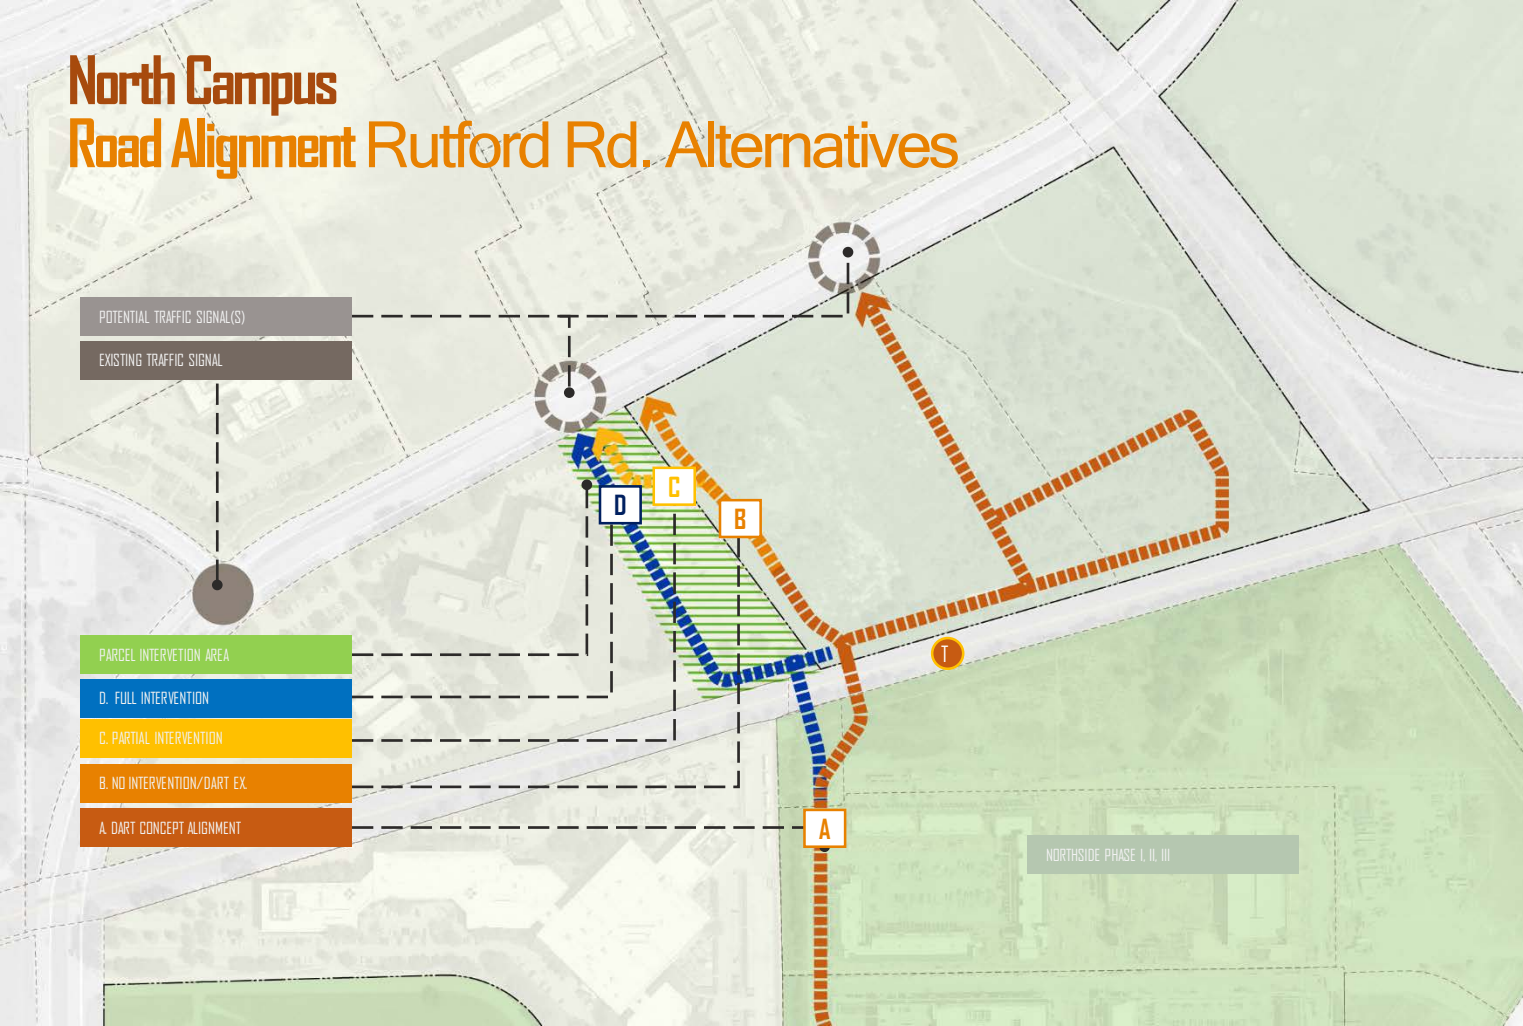 North Campus
Road Alignment Rutford Rd. Alternatives
POTENTIAL TRAFFIC SIGNAL(S)
EXISTING TRAFFIC SIGNAL
D
C
B
PARCEL INTERVETION AREA
T
D. FULL INTERVENTION
C. PARTIAL INTERVENTION
B. NO INTERVENTION/DART EX.
A. DART CONCEPT ALIGNMENT
A
NORTHSIDE PHASE I, II, III